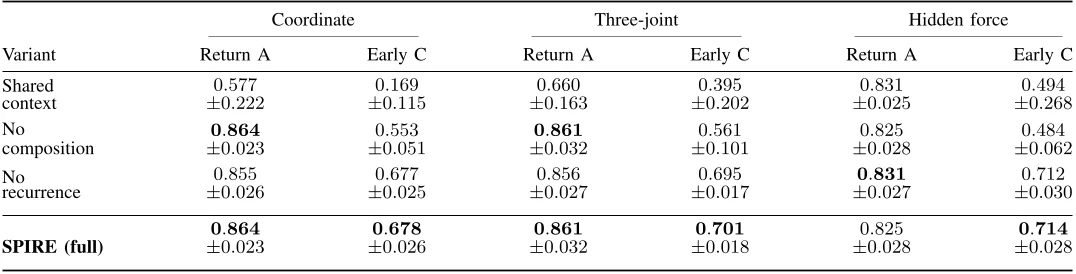 Coordinate Three-joint Hidden force
Variant Return A Early C Return A Early C Return A Early C
Shared 0.577 0.169 0.660 0.395 0.831 0.494
context ±0.222 ±0.115 ±0.163 ±0.202 ±0.025 ±0.268
No 0.864 0.553 0.861 0.561 0.825 0.484
composition ±0.023 ±0.051 ±0.032 ±0.101 ±0.028 ±0.062
No 0.855 0.677 0.856 0.695 0.831 0.712
recurrence ±0.026 ±0.025 ±0.027 ±0.017 ±0.027 ±0.030
0.864 0.678 0.861 0.701 0.825 0.714
SPIRE (full) ±0.023 ±0.026 ±0.032 ±0.018 ±0.028 ±0.028